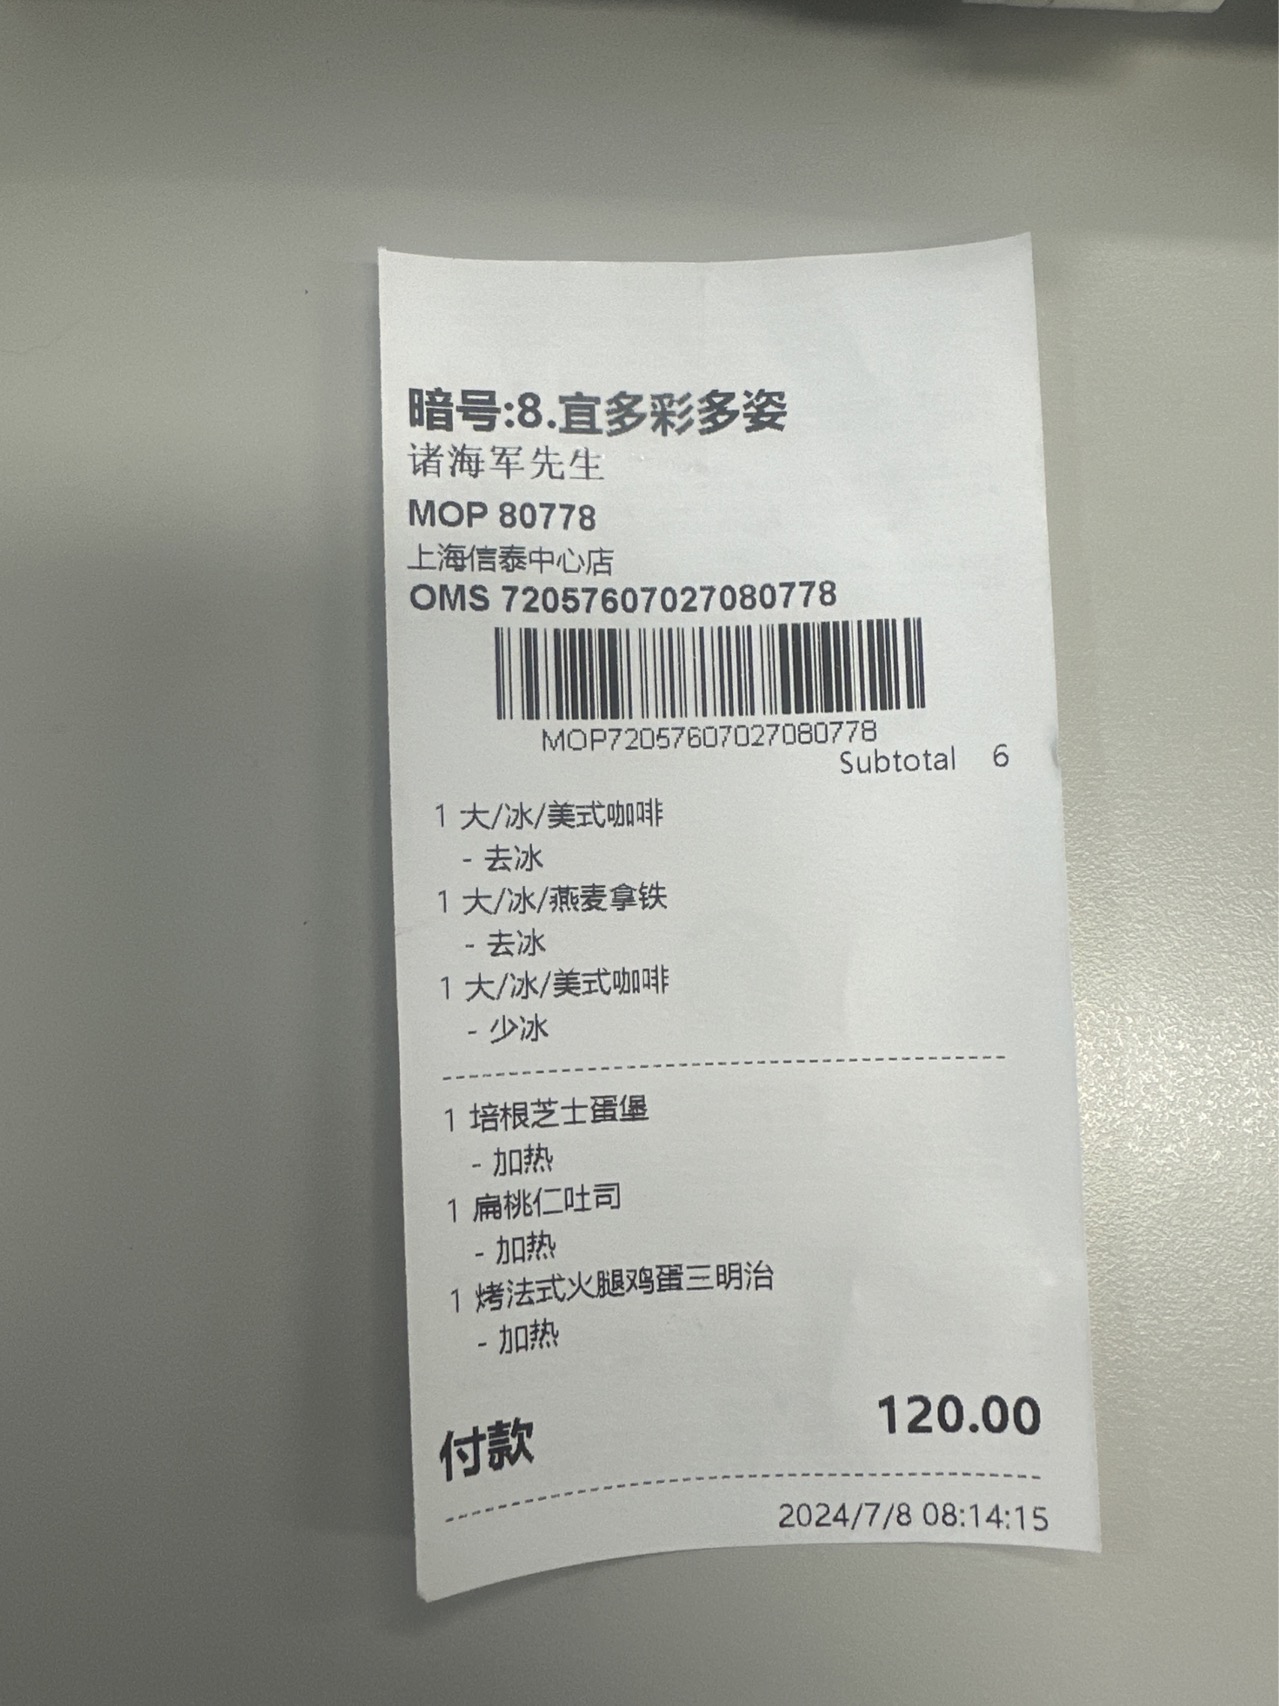 暗号:8.宜多彩多姿
诸海军先生
MOP 80778
上海信泰中心店
OMS 72057607027080778
MOP72057607027080778
Subtotal 6
1 大/冰/美式咖啡
- 去冰
1 大/冰/燕麦拿铁
- 去冰
1 大/冰/美式咖啡
- 少冰
1 培根芝士蛋堡
- 加热
1 扁桃仁吐司
- 加热
1 烤法式火腿鸡蛋三明治
- 加热
付款 120.00
2024/7/8 08:14:15